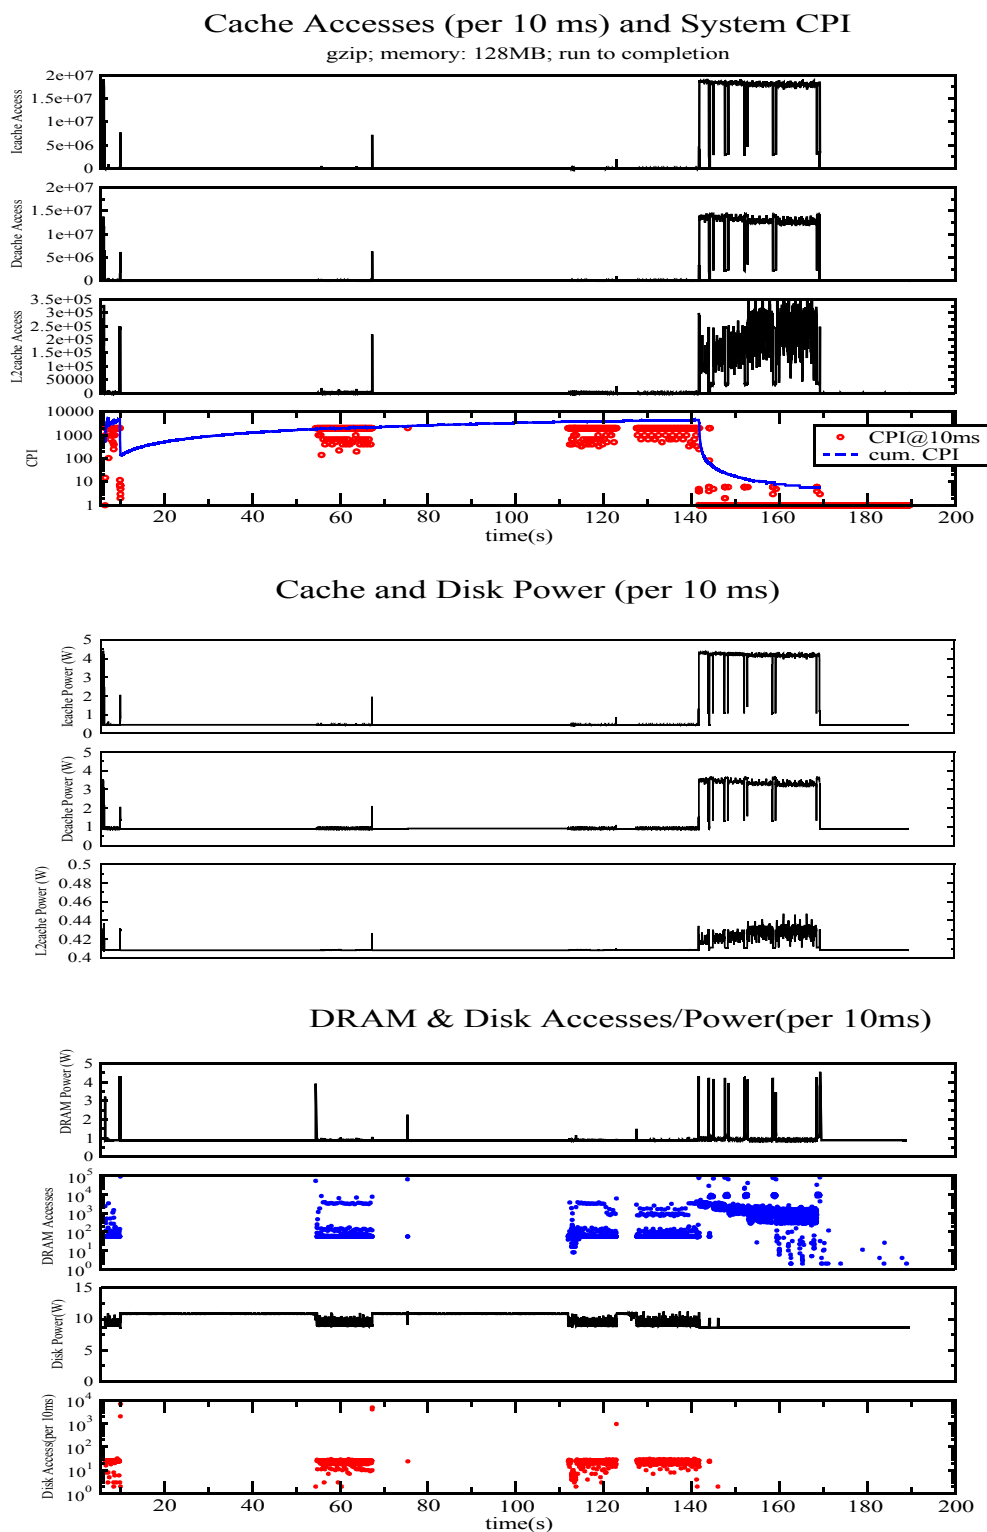 Cache Accesses (per 10 ms) and System CPI
gzip; memory: 128MB; run to completion
Icache Access
2e+07
1.5e+07
1e+07
5e+06
0
Dcache Access
2e+07
1.5e+07
1e+07
5e+06
0
L2cache Access
3.5e+05
3e+05
2.5e+05
2e+05
1.5e+05
1e+05
50000
0
CPI
10000
1000
100
10
1
CPI@10ms
cum. CPI
20 40 60 80 100 120 140 160 180 200
time(s)
Cache and Disk Power (per 10 ms)
Icache Power (W)
5
4
3
2
1
0
Dcache Power (W)
5
4
3
2
1
0
L2cache Power (W)
0.5
0.48
0.46
0.44
0.42
0.4
DRAM & Disk Accesses/Power(per 10ms)
DRAM Power (W)
5
4
3
2
1
0
DRAM Accesses
10^5
10^4
10^3
10^2
10^1
10^0
Disk Power(W)
15
10
5
0
Disk Access(per 10ms)
10^4
10^3
10^2
10^1
10^0
20 40 60 80 100 120 140 160 180 200
time(s)